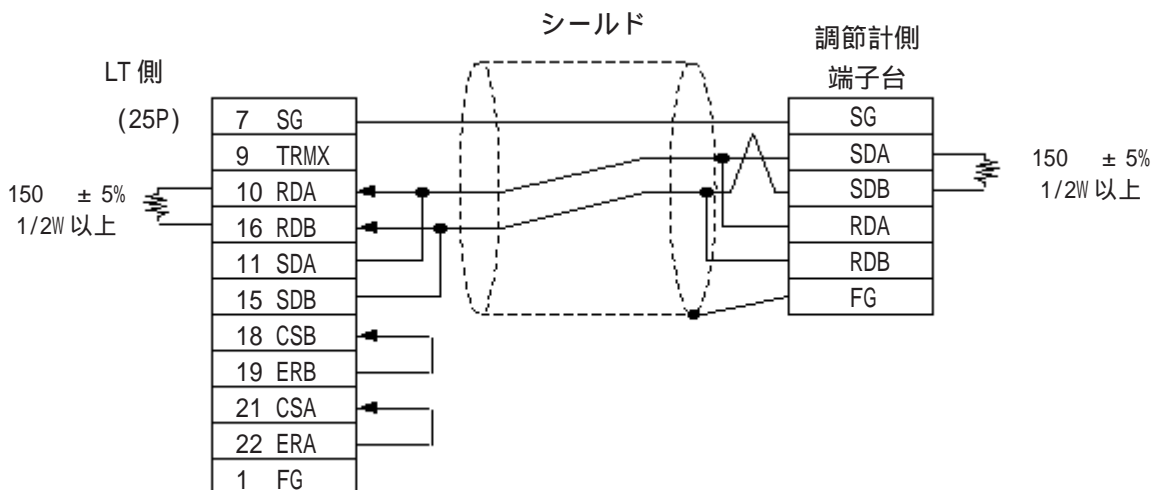 シールド
LT 側
(25P)
調節計側
端子台
7 SG
9 TRMX
10 RDA
16 RDB
11 SDA
15 SDB
18 CSB
19 ERB
21 CSA
22 ERA
1 FG
150 ± 5%
1/2W 以上
SG
SDA
SDB
RDA
RDB
FG
150 ± 5%
1/2W 以上